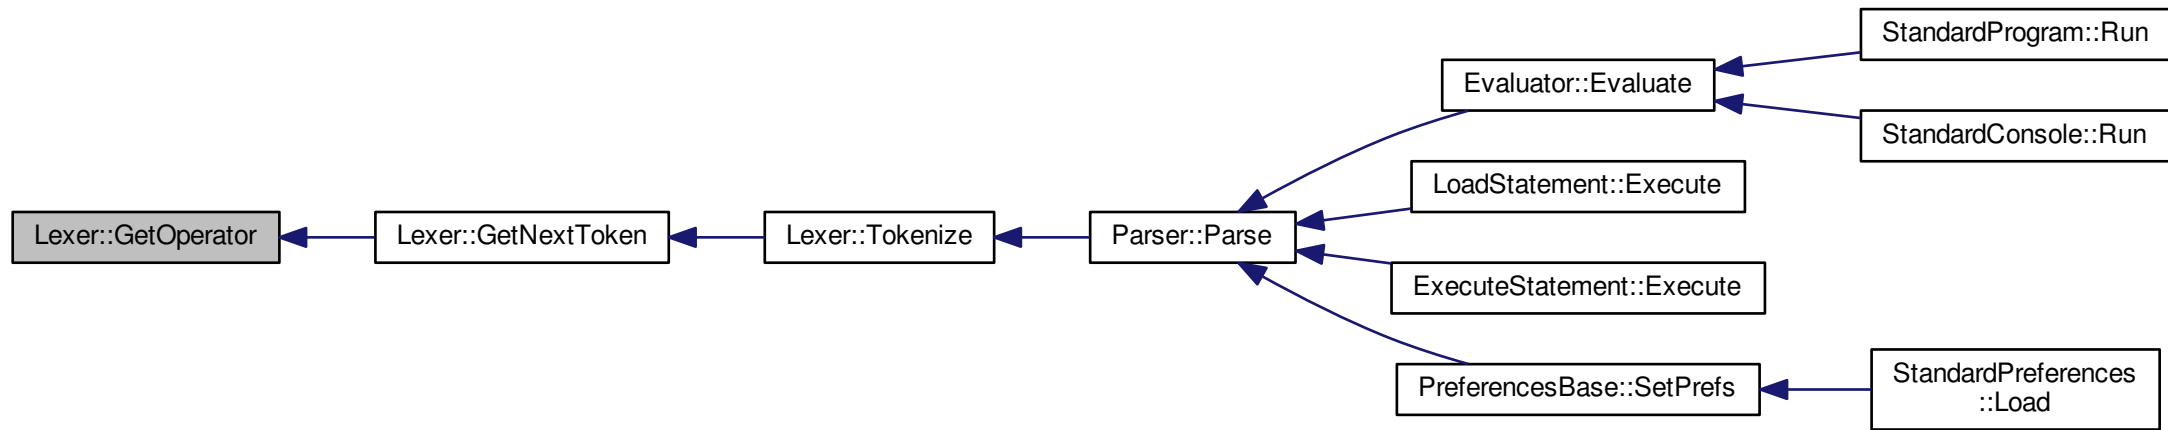 StandardProgram::Run
Evaluator::Evaluate
StandardConsole::Run
LoadStatement::Execute
Lexer::GetOperator
Lexer::GetNextToken
Lexer::Tokenize
Parser::Parse
ExecuteStatement::Execute
PreferencesBase::SetPrefs
StandardPreferences
::Load